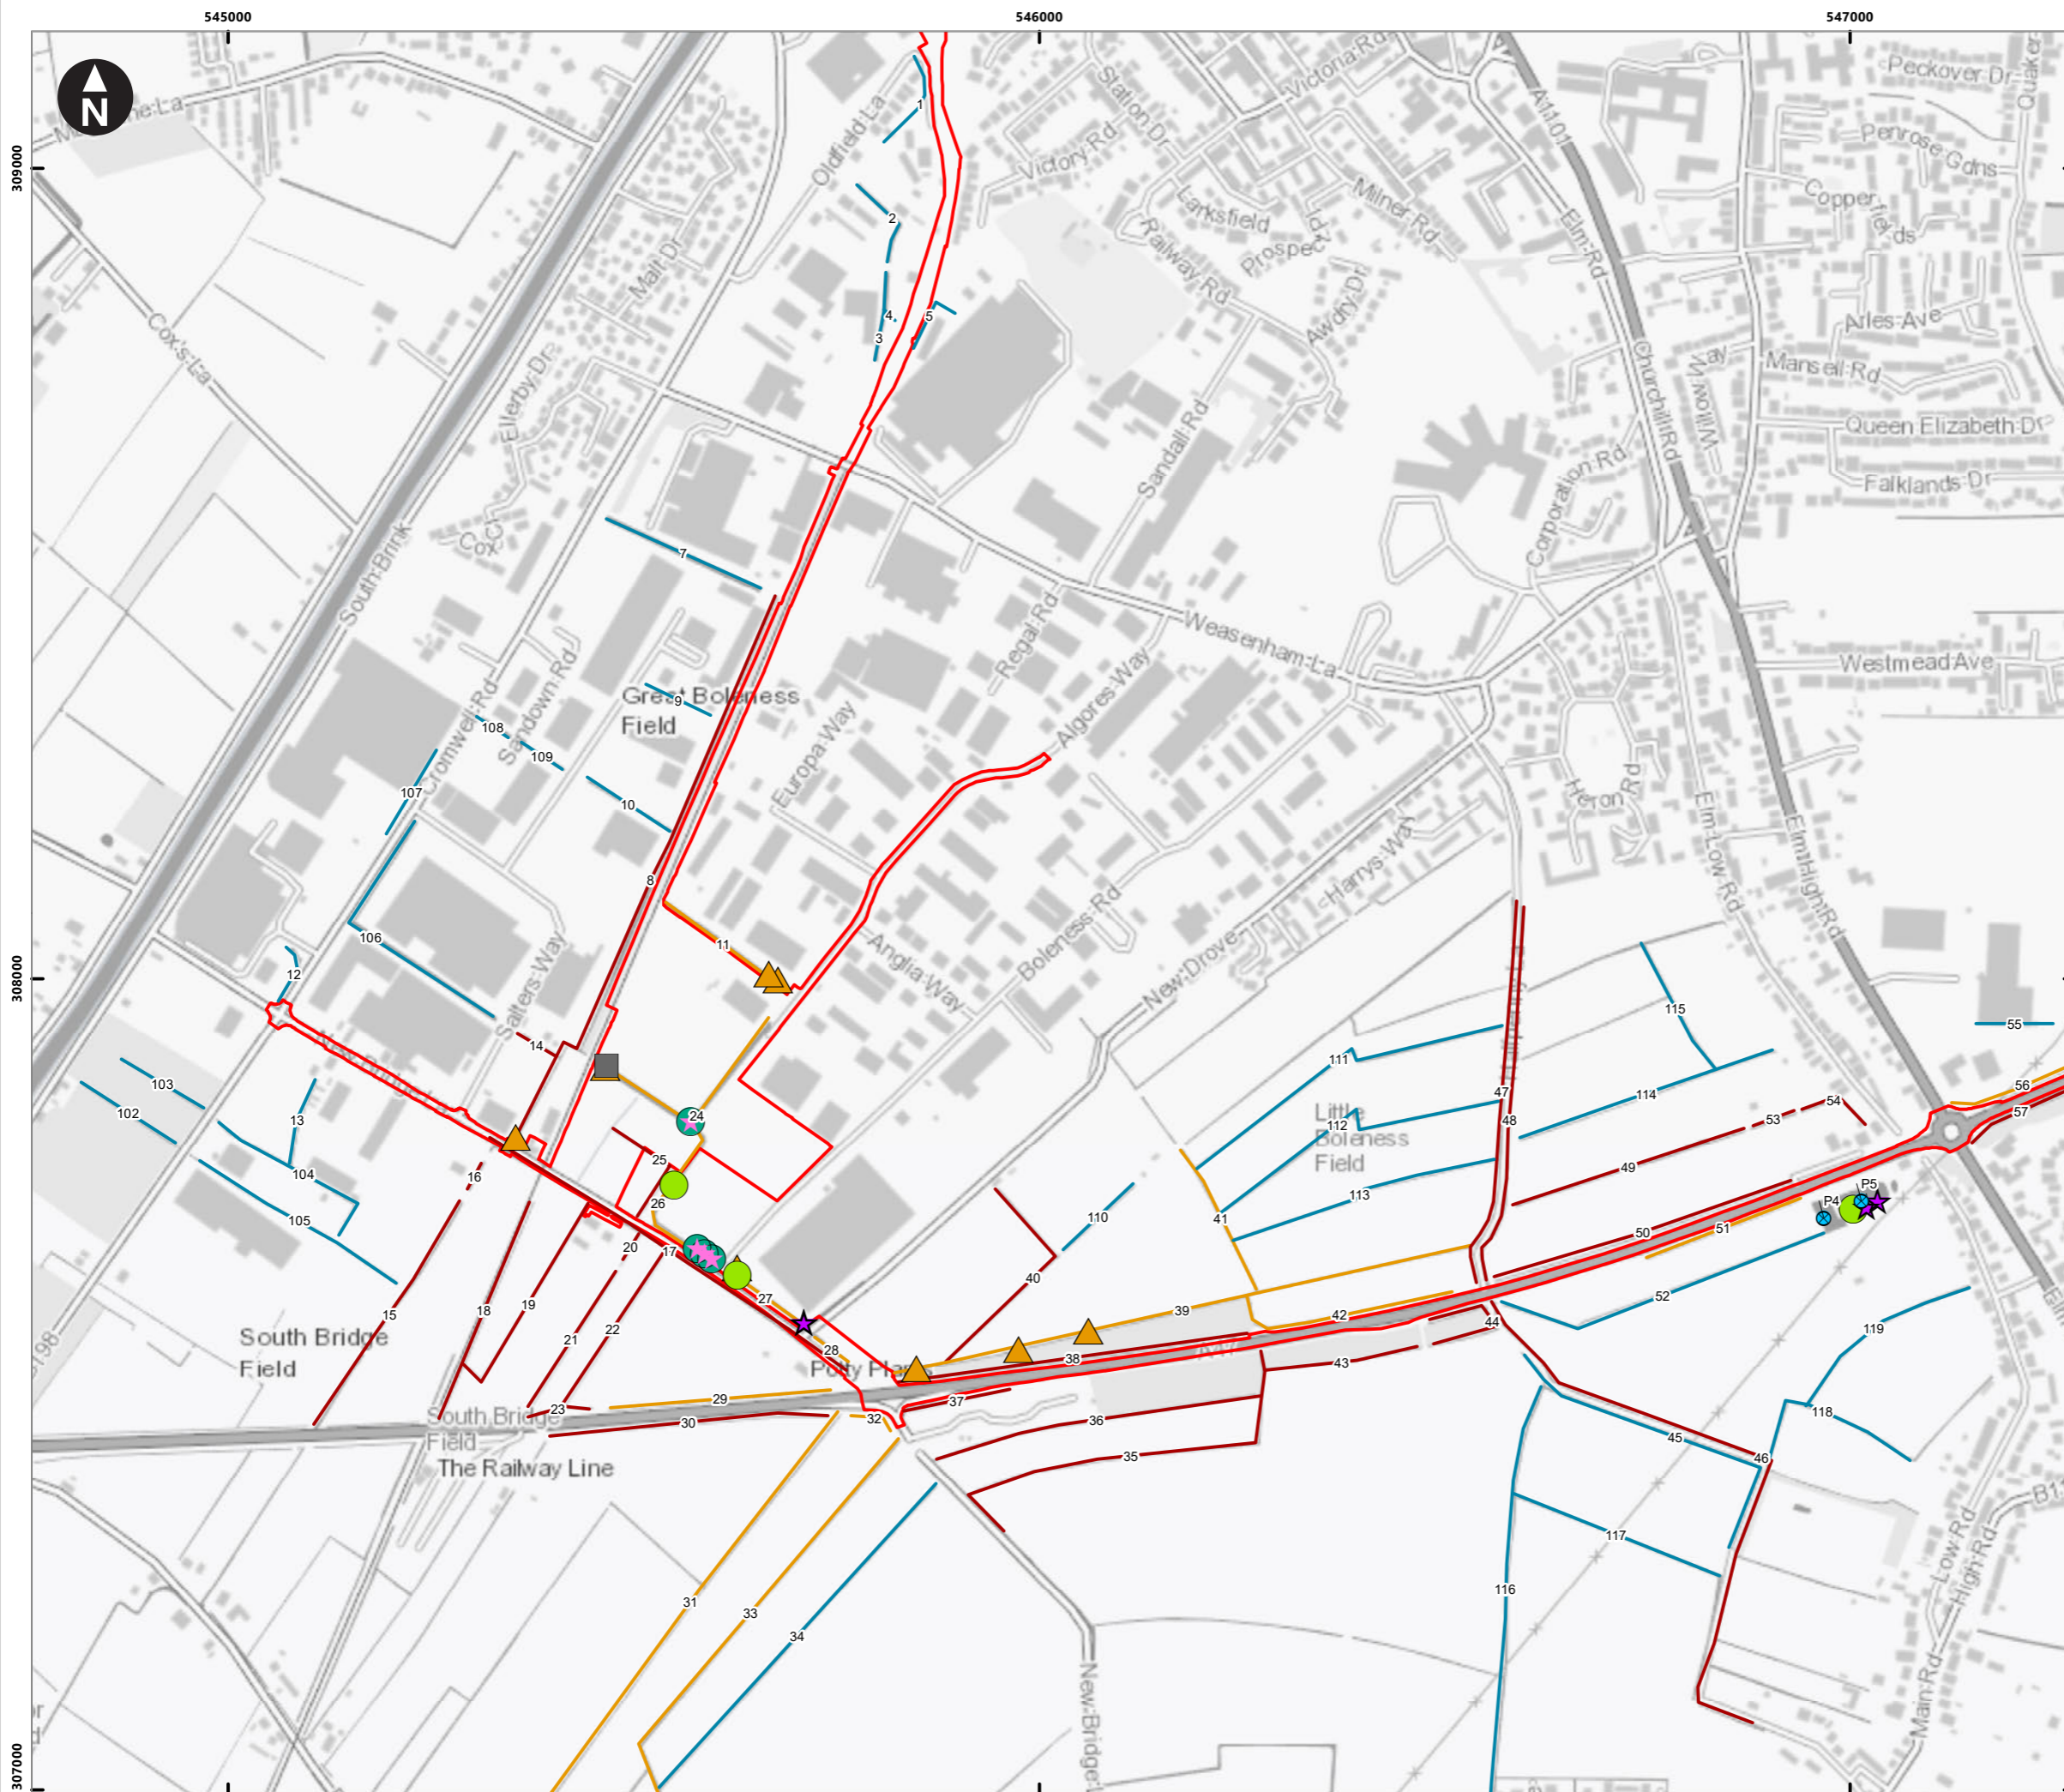 545000
546000
547000
309000
308000
307000
N
Oldfield La
Station Dr
Victoria Rd
A1101
Peckover Dr
Quaker
Penrose Gdns
Copperfields
Victory Rd
Larksfield
Prospect
Milner Rd
Elm Rd
Railway Rd
Malt Dr
Awdry Dr
Arles Ave
Cox's La
Ellerby Dr
Churchill Rd
Willow Way
Mansell Rd
Queen Elizabeth Dr
Falklands Dr
Sandall Rd
Corporation Rd
Cox Cl
South Brink
Regal Rd
Weasenham La
Westmead Ave
Great Boleness
Field
Sandown Rd
Cromwell Rd
Europa Way
Algores Way
Heron Rd
Elm Low Rd
Elm High Rd
Harrys Way
Boleness Rd
Anglia Way
New Drove
Salters Way
Little
Boleness
Field
South Bridge
Field
Potty Plants
A47
South Bridge
Field
The Railway Line
New Bridge L
Low Rd
High Rd
Main Rd
B11
198
1
2
3
4
5
7
8
9
10
11
12
13
14
15
16
17
18
19
20
21
22
23
24
25
26
27
28
29
30
31
32
33
34
35
36
37
38
39
40
41
42
43
44
45
46
47
48
49
50
51
52
53
54
55
56
57
102
103
104
105
106
107
108
109
110
111
112
113
114
115
116
117
118
119
P4
P5